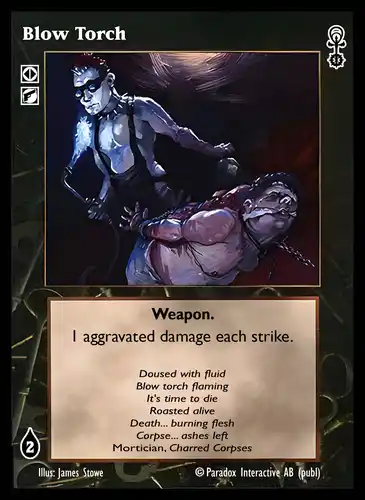 Blow Torch
Weapon.
1 aggravated damage each strike.
Doused with fluid
Blow torch flaming
It's time to die
Roasted alive
Death... burning flesh
Corpse... ashes left
Mortician, Charred Corpses
2
Illus: James Stowe
© Paradox Interactive AB (publ)